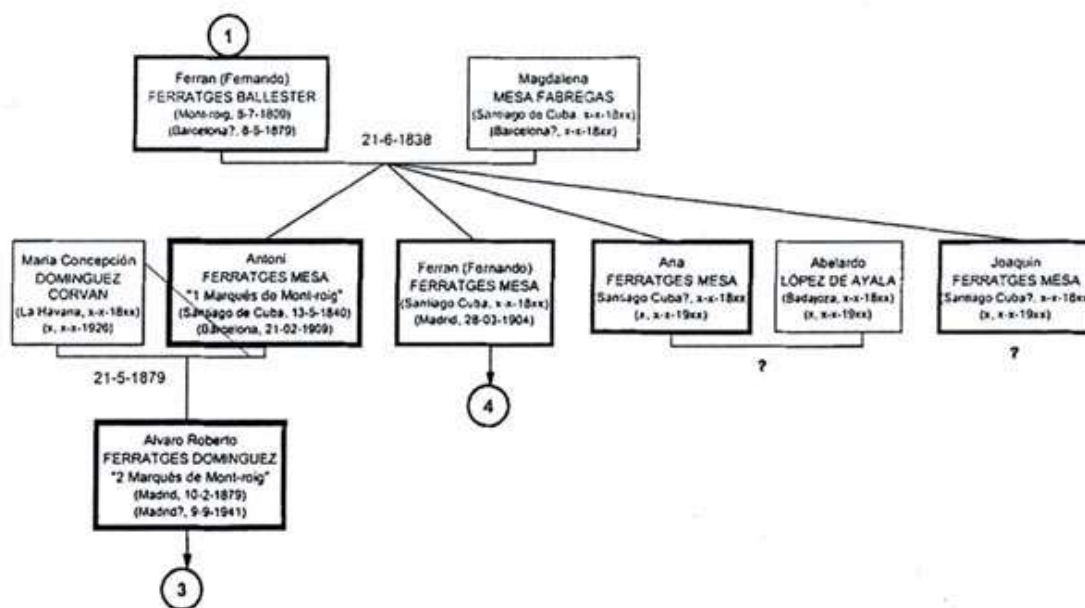 1
Ferran (Fernando)
FERRATGES BALLESTER
(Mont-roig, 8-7-1809)
(Barcelona?, 8-5-1879)
Magdalena
MESA FABREGAS
(Santiago de Cuba, x-x-18xx)
(Barcelona?, x-x-18xx)
21-6-1838
María Concepción
DOMINGUEZ
CORVAN
(La Havana, x-x-18xx)
(x, x-x-1926)
Antoni
FERRATGES MESA
"1 Marqués de Mont-roig"
(Santiago de Cuba, 13-5-1840)
(Barcelona, 21-02-1909)
Ferran (Fernando)
FERRATGES MESA
(Santiago Cuba, x-x-18xx)
(Madrid, 28-03-1904)
Ana
FERRATGES MESA
Santiago Cuba?, x-x-18xx
(x, x-x-19xx)
Abelardo
LÓPEZ DE AYALA
(Badajoza, x-x-18xx)
(x, x-x-19xx)
Joaquin
FERRATGES MESA
Santiago Cuba?, x-x-18xx
(x, x-x-19xx)
21-5-1879
4
?
?
Alvaro Roberto
FERRATGES DOMINGUEZ
"2 Marqués de Mont-roig"
(Madrid, 10-2-1879)
(Madrid?, 9-9-1941)
3